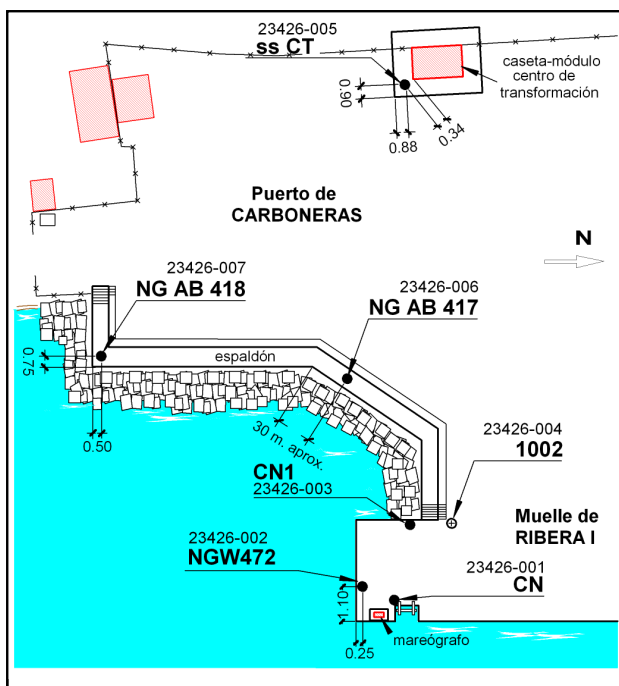 23426-005
ss CT
caseta-módulo
centro de
transformación
0.90
0.88
0.34
Puerto de
CARBONERAS
N
23426-007
NG AB 418
23426-006
NG AB 417
0.75
espaldón
30 m. aprox.
0.50
23426-004
1002
CN1
23426-003
Muelle de
RIBERA I
23426-002
NGW472
23426-001
CN
1.10
mareógrafo
0.25